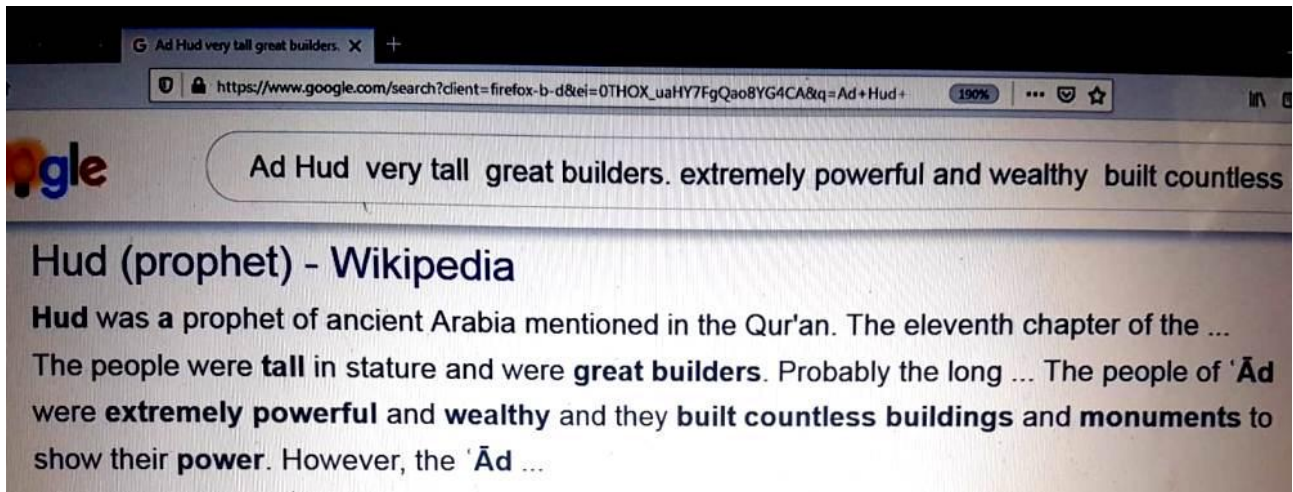 G Ad Hud very tall great builders. X +
https://www.google.com/search?client=firefox-b-d&ei=0THOX_uaHY7FgQao8YG4CA&q=Ad+Hud+ 190% ...
gle Ad Hud very tall great builders. extremely powerful and wealthy built countless
Hud (prophet) - Wikipedia
Hud was a prophet of ancient Arabia mentioned in the Qur'an. The eleventh chapter of the ...
The people were tall in stature and were great builders. Probably the long ... The people of ʿĀd
were extremely powerful and wealthy and they built countless buildings and monuments to
show their power. However, the ʿĀd ...